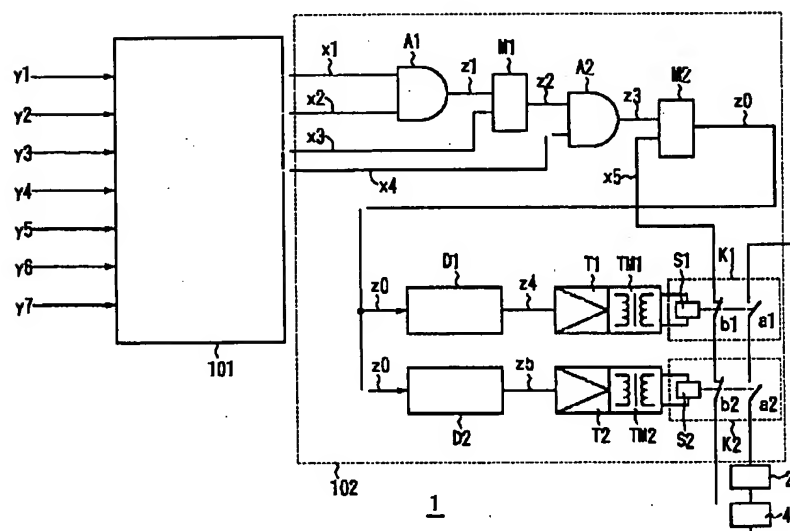 y1
y2
y3
y4
y5
y6
y7
101
x1
x2
x3
x4
A1
z1
M1
z2
A2
z3
M2
z0
x5
z0
D1
z4
T1
TM1
S1
K1
b1
a1
z0
D2
z5
T2
TM2
S2
K2
b2
a2
102
1
2
4